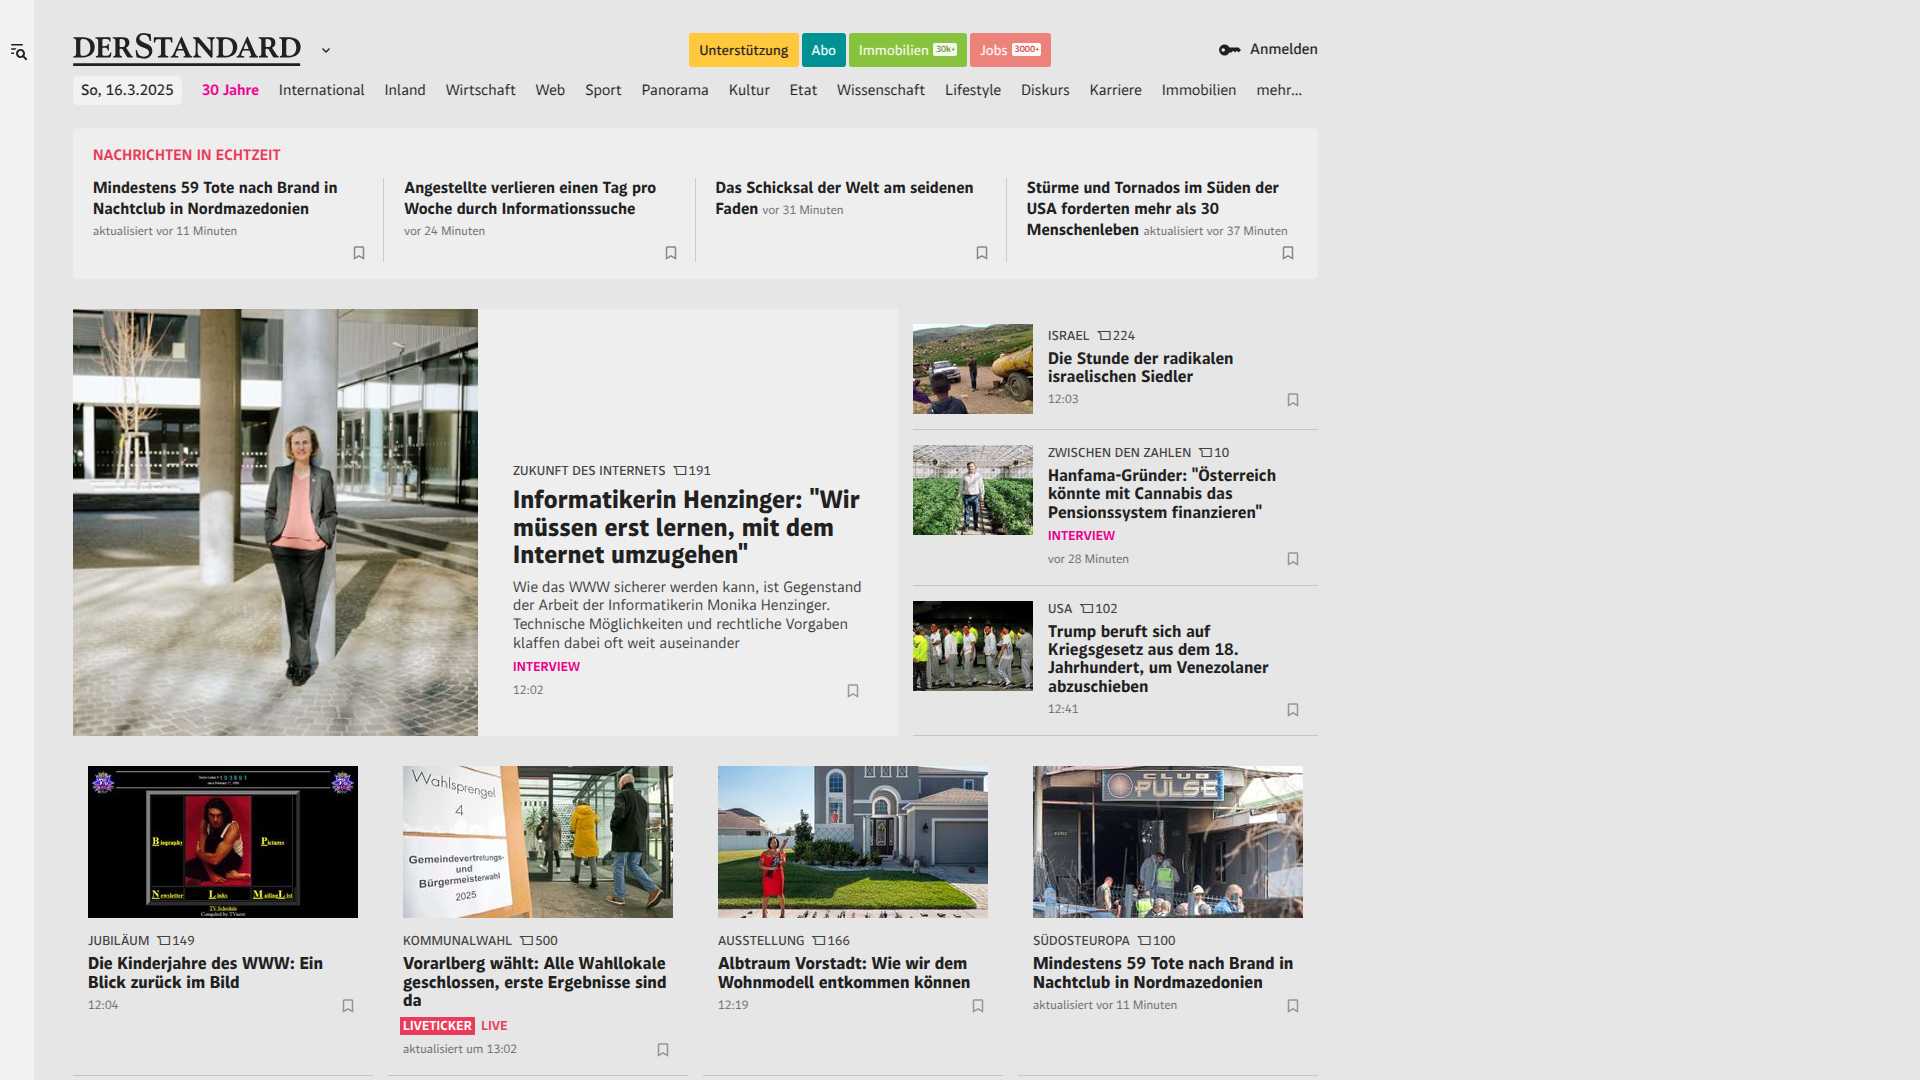 DERSTANDARD
Unterstützung
Abo
Immobilien 30k+
Jobs 3000+
Anmelden
So, 16.3.2025
30 Jahre
International
Inland
Wirtschaft
Web
Sport
Panorama
Kultur
Etat
Wissenschaft
Lifestyle
Diskurs
Karriere
Immobilien
mehr...
NACHRICHTEN IN ECHTZEIT
Mindestens 59 Tote nach Brand in
Nachtclub in Nordmazedonien
aktualisiert vor 11 Minuten
Angestellte verlieren einen Tag pro
Woche durch Informationssuche
vor 24 Minuten
Das Schicksal der Welt am seidenen
Faden vor 31 Minuten
Stürme und Tornados im Süden der
USA forderten mehr als 30
Menschenleben aktualisiert vor 37 Minuten
ZUKUNFT DES INTERNETS 191
Informatikerin Henzinger: "Wir
müssen erst lernen, mit dem
Internet umzugehen"
Wie das WWW sicherer werden kann, ist Gegenstand
der Arbeit der Informatikerin Monika Henzinger.
Technische Möglichkeiten und rechtliche Vorgaben
klaffen dabei oft weit auseinander
INTERVIEW
12:02
ISRAEL 224
Die Stunde der radikalen
israelischen Siedler
12:03
ZWISCHEN DEN ZAHLEN 10
Hanfama-Gründer: "Österreich
könnte mit Cannabis das
Pensionssystem finanzieren"
INTERVIEW
vor 28 Minuten
USA 102
Trump beruft sich auf
Kriegsgesetz aus dem 18.
Jahrhundert, um Venezolaner
abzuschieben
12:41
Biography
Pictures
Newsletter
Links
MailingList
TV Schedule
JUBILÄUM 149
Die Kinderjahre des WWW: Ein
Blick zurück im Bild
12:04
Wahlsprengel
4
Gemeindevertretungs-
und
Bürgermeisterwahl
2025
KOMMUNALWAHL 500
Vorarlberg wählt: Alle Wahllokale
geschlossen, erste Ergebnisse sind
da
LIVETICKER LIVE
aktualisiert um 13:02
AUSSTELLUNG 166
Albtraum Vorstadt: Wie wir dem
Wohnmodell entkommen können
12:19
CLUB
PULSE
SÜDOSTEUROPA 100
Mindestens 59 Tote nach Brand in
Nachtclub in Nordmazedonien
aktualisiert vor 11 Minuten